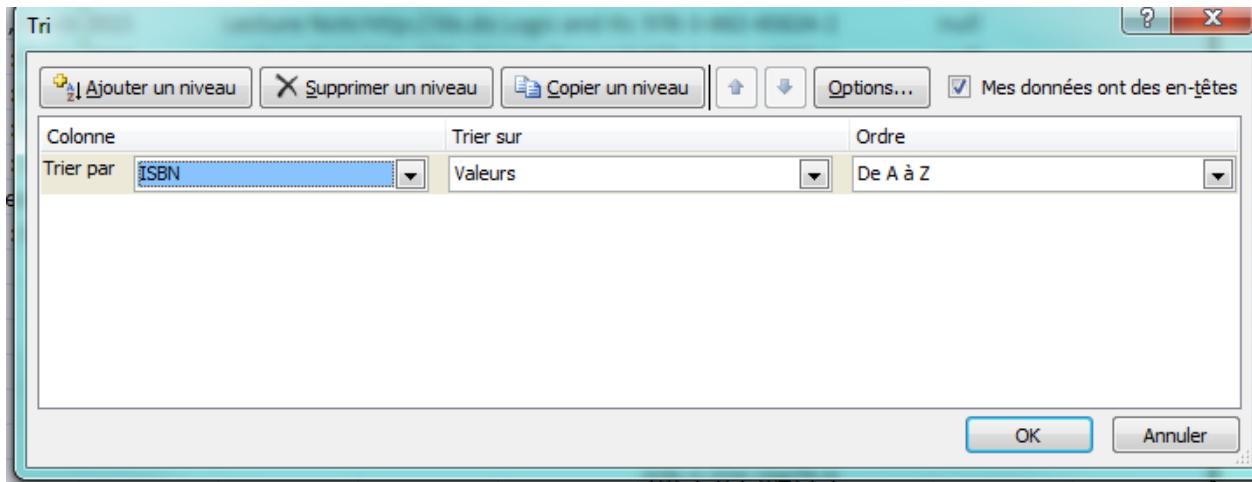 Tri
Ajouter un niveau Supprimer un niveau Copier un niveau Options... Mes données ont des en-têtes
Colonne Trier sur Ordre
Trier par ISBN Valeurs De A à Z
OK Annuler